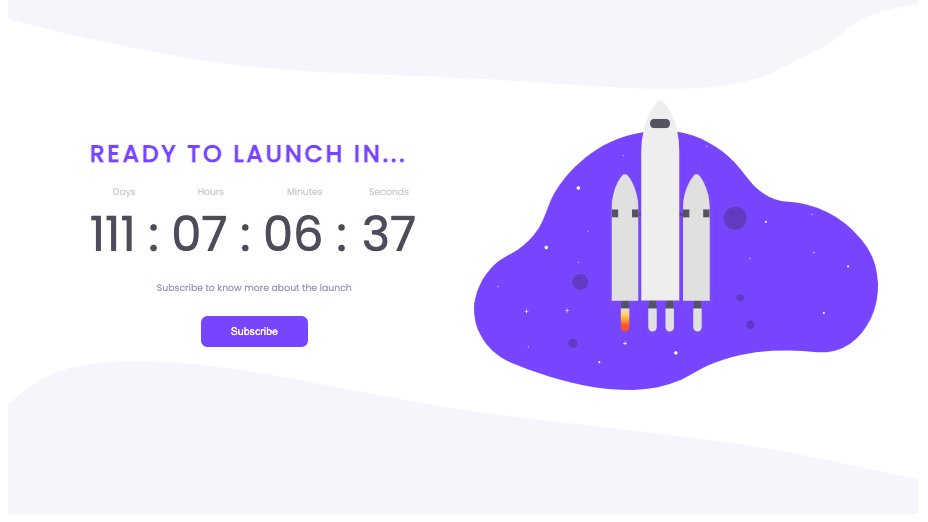 READY TO LAUNCH IN...
Days Hours Minutes Seconds
111 : 07 : 06 : 37
Subscribe to know more about the launch
Subscribe